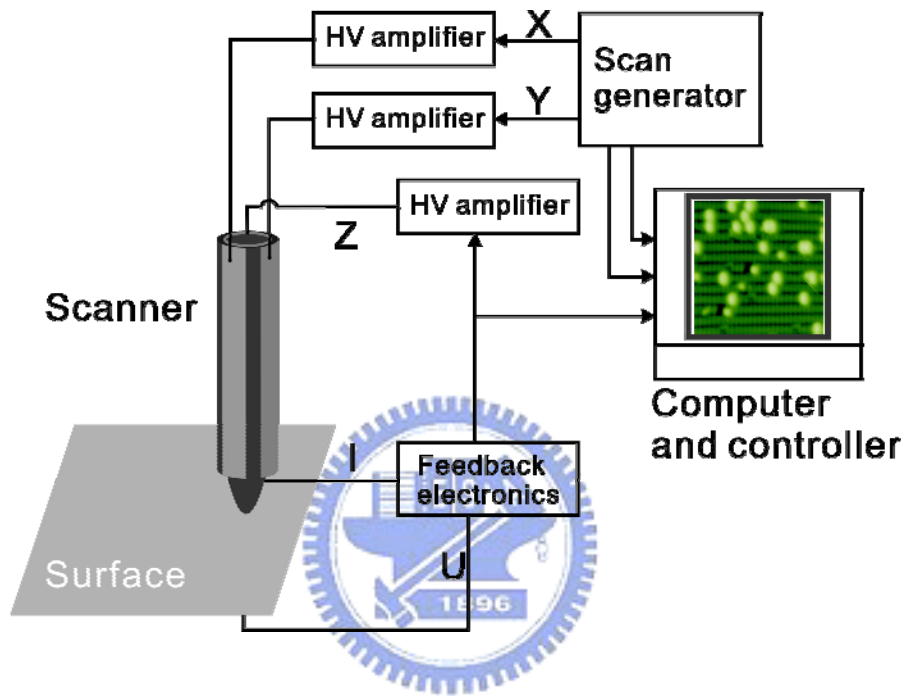 HV amplifier
X
Scan
generator
HV amplifier
Y
HV amplifier
Z
Scanner
Computer
and controller
I
Feedback
electronics
U
Surface
1896